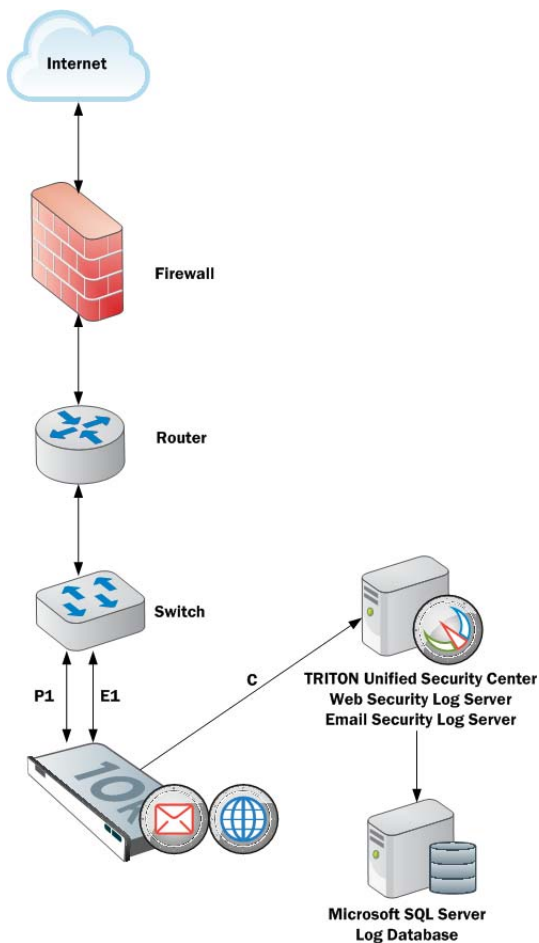 Internet
Firewall
Router
Switch
P1
E1
C
TRITON Unified Security Center
Web Security Log Server
Email Security Log Server
10K
Microsoft SQL Server
Log Database